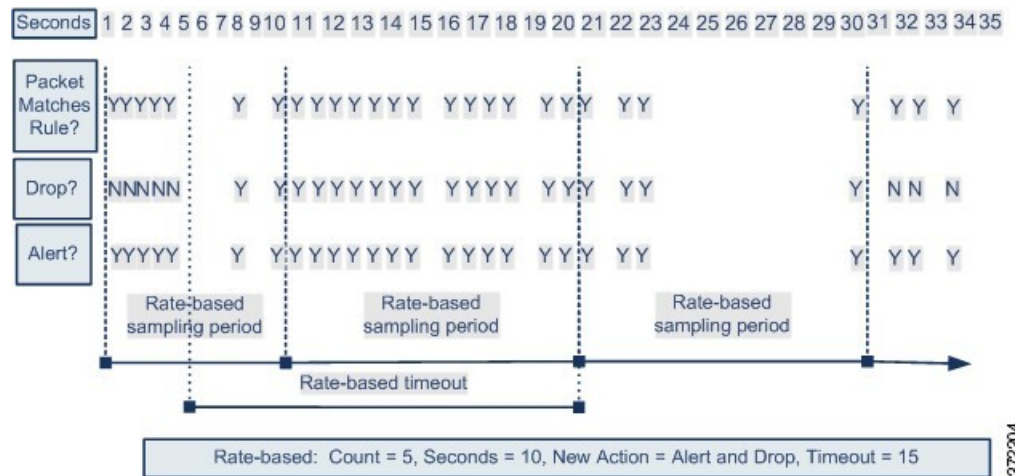 Seconds 1 2 3 4 5 6 7 8 9 10 11 12 13 14 15 16 17 18 19 20 21 22 23 24 25 26 27 28 29 30 31 32 33 34 35
Packet
Matches
Rule?
YYYYY Y Y Y Y Y Y Y Y Y Y Y Y Y Y Y Y Y Y Y Y Y Y
Drop?
NNNNN Y Y Y Y Y Y Y Y Y Y Y Y Y Y Y Y Y Y Y N N N
Alert?
YYYYY Y Y Y Y Y Y Y Y Y Y Y Y Y Y Y Y Y Y Y Y Y Y
Rate-based
sampling period
Rate-based
sampling period
Rate-based
sampling period
Rate-based timeout
Rate-based: Count = 5, Seconds = 10, New Action = Alert and Drop, Timeout = 15
372204